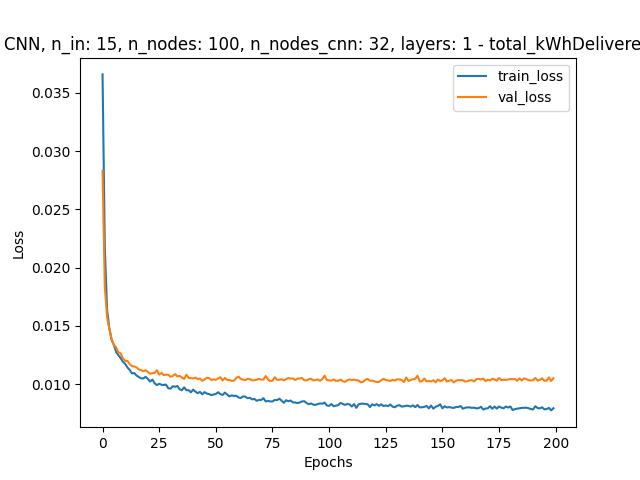 CNN, n_in: 15, n_nodes: 100, n_nodes_cnn: 32, layers: 1 - total_kWhDelivere
train_loss
val_loss
0.035
0.030
0.025
0.020
0.015
0.010
Loss
0 25 50 75 100 125 150 175 200
Epochs